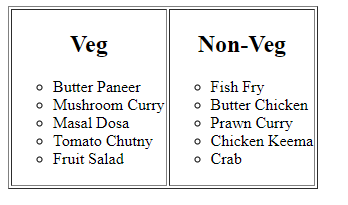 Veg
Butter Paneer
Mushroom Curry
Masal Dosa
Tomato Chutny
Fruit Salad
Non-Veg
Fish Fry
Butter Chicken
Prawn Curry
Chicken Keema
Crab